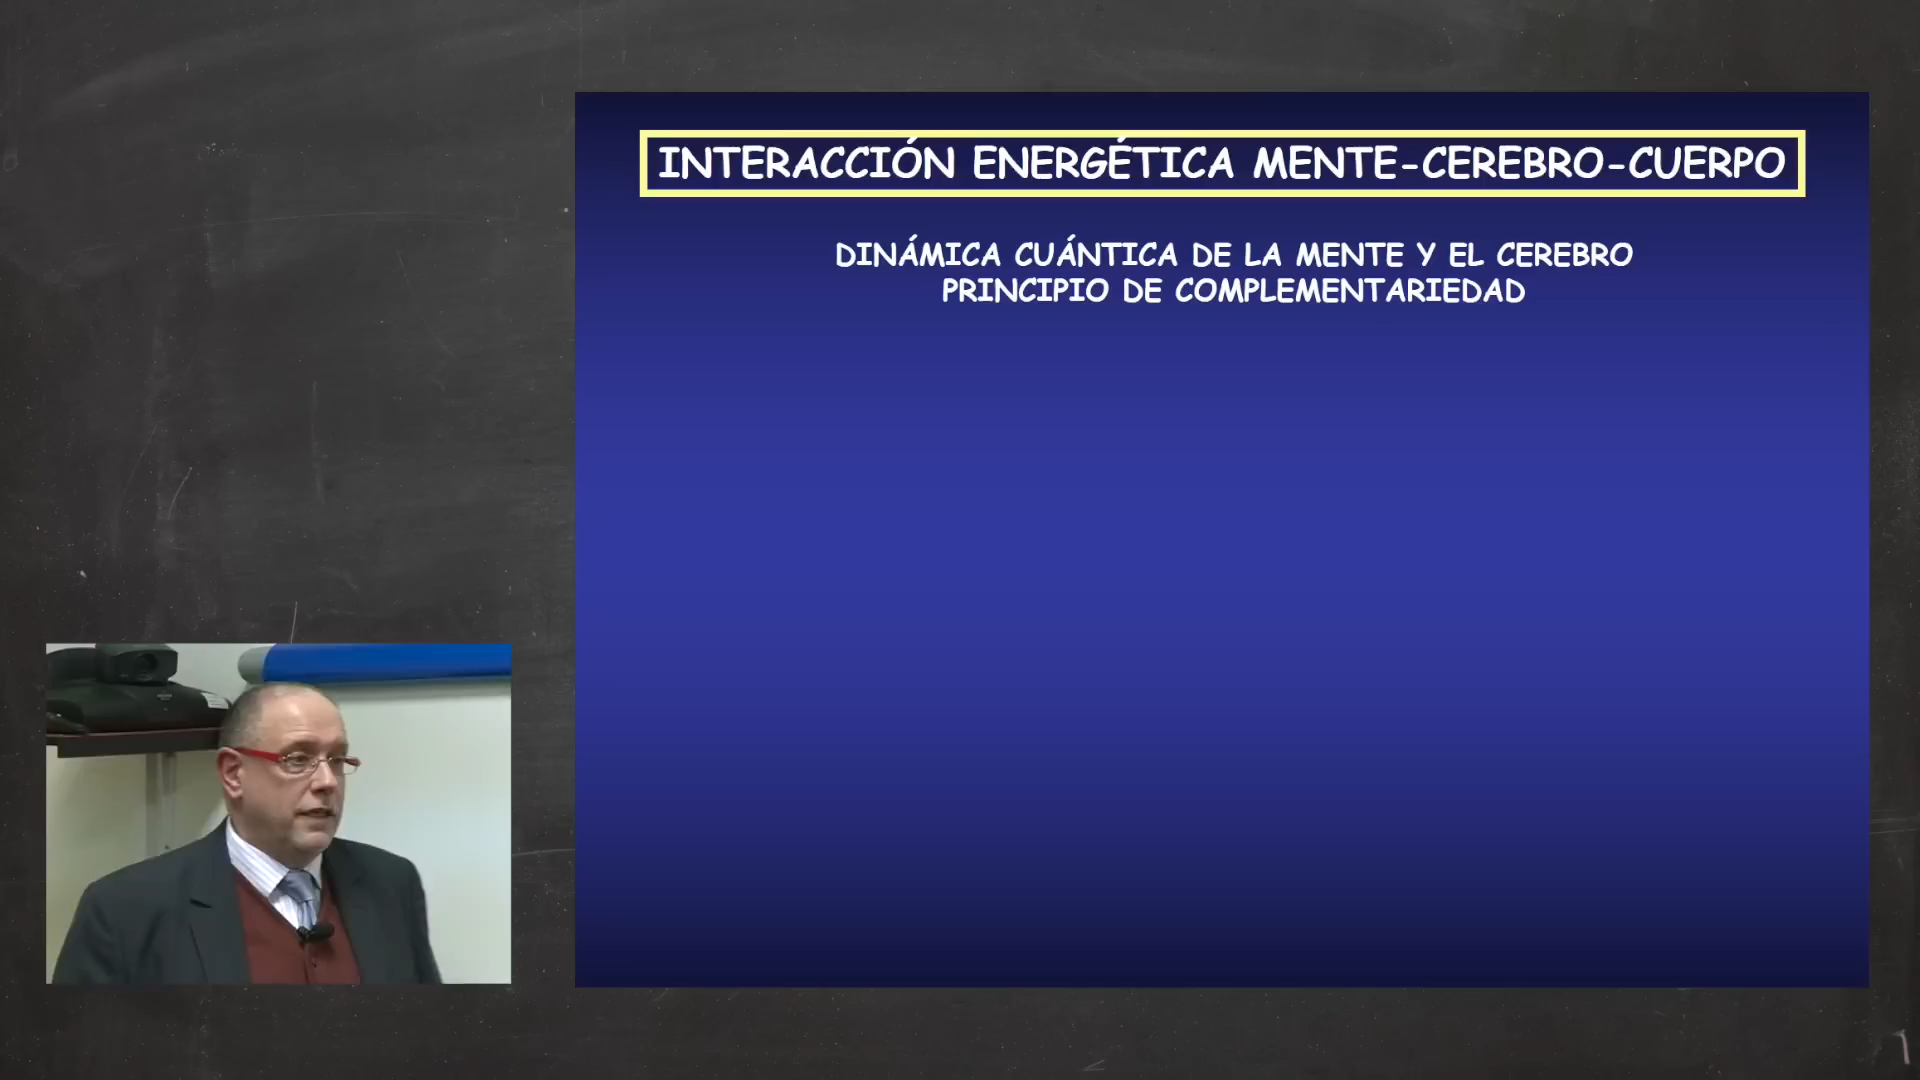 INTERACCIÓN ENERGÉTICA MENTE-CEREBRO-CUERPO
DINÁMICA CUÁNTICA DE LA MENTE Y EL CEREBRO
PRINCIPIO DE COMPLEMENTARIEDAD